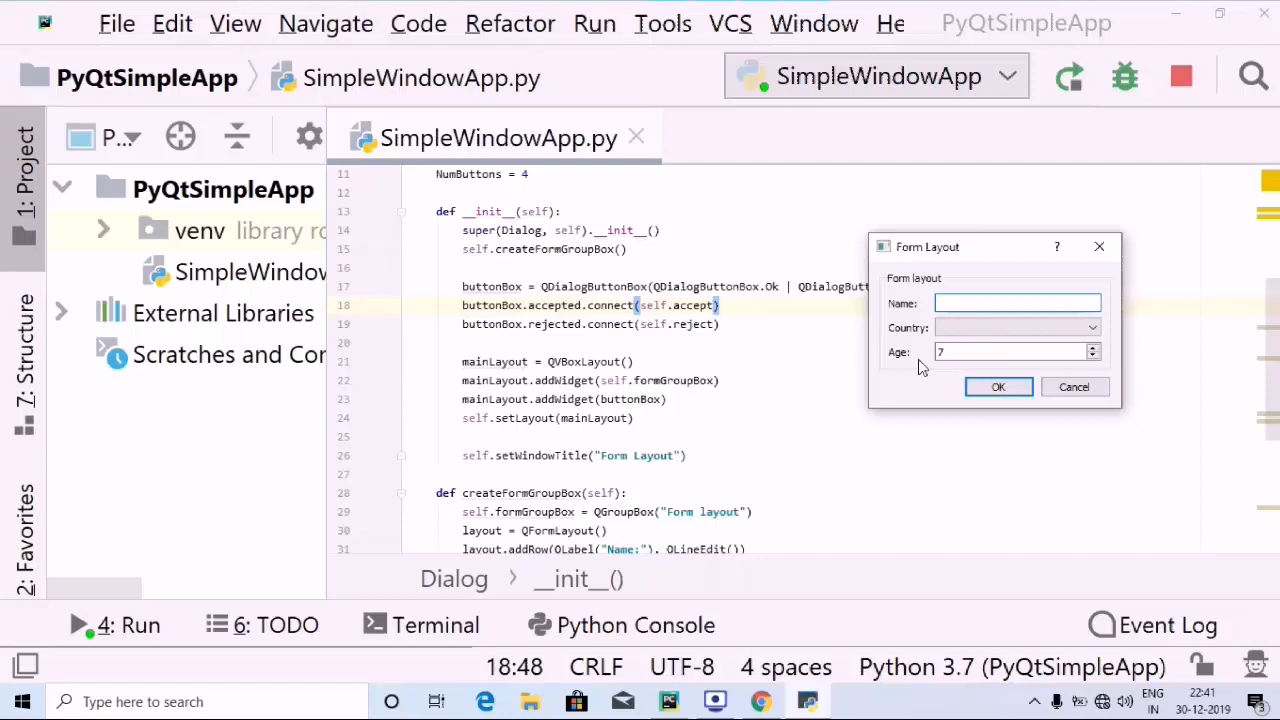 File Edit View Navigate Code Refactor Run Tools VCS Window He PyQtSimpleApp
PyQtSimpleApp SimpleWindowApp.py SimpleWindowApp
1: Project
7: Structure
2: Favorites
P...
SimpleWindowApp.py
PyQtSimpleApp
venv library ro
SimpleWindov
External Libraries
Scratches and Cor
11 NumButtons = 4
12
13 def __init__(self):
14 super(Dialog, self).__init__()
15 self.createFormGroupBox()
16
17 buttonBox = QDialogButtonBox(QDialogButtonBox.Ok | QDialogButt
18 buttonBox.accepted.connect(self.accept)
19 buttonBox.rejected.connect(self.reject)
20
21 mainLayout = QVBoxLayout()
22 mainLayout.addWidget(self.formGroupBox)
23 mainLayout.addWidget(buttonBox)
24 self.setLayout(mainLayout)
25
26 self.setWindowTitle("Form Layout")
27
28 def createFormGroupBox(self):
29 self.formGroupBox = QGroupBox("Form layout")
30 layout = QFormLayout()
31 layout.addRow(QLabel("Name:"), QLineEdit())
Form Layout ?
Form layout
Name:
Country:
Age: 7
OK Cancel
Dialog __init__()
4: Run 6: TODO Terminal Python Console Event Log
18:48 CRLF UTF-8 4 spaces Python 3.7 (PyQtSimpleApp)
Type here to search
ENG
IN
22:41
30-12-2019
3